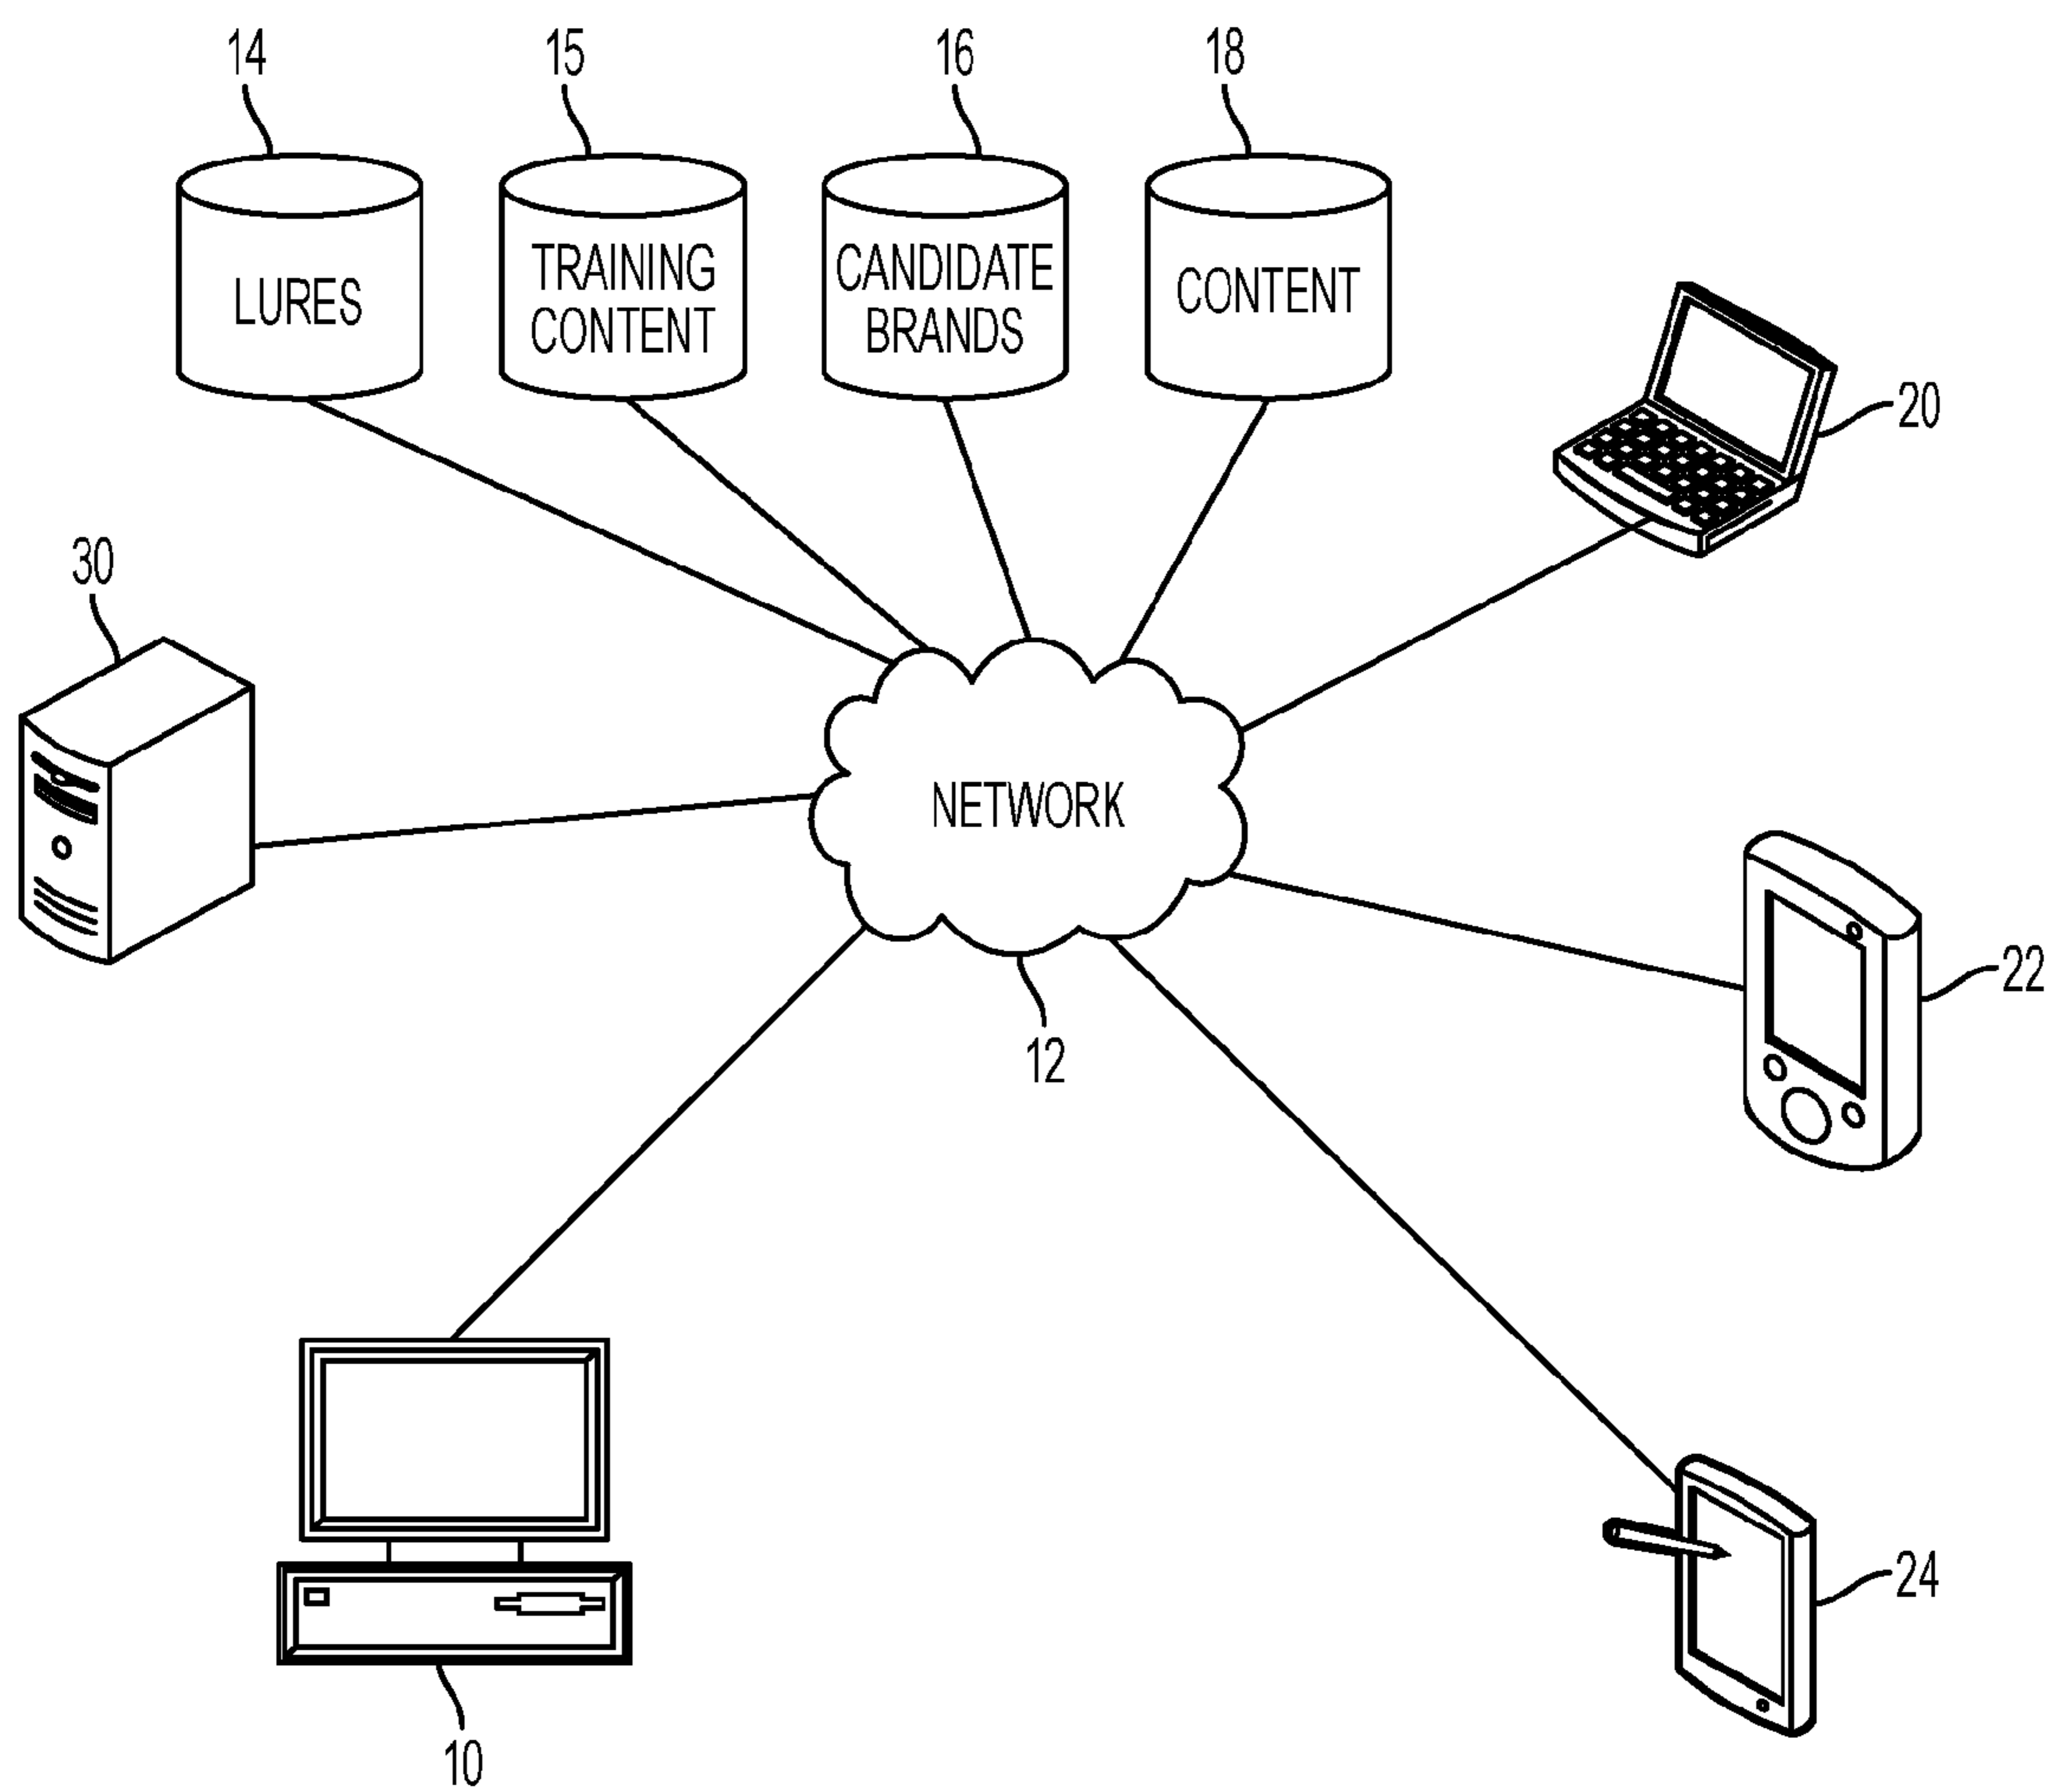 14
15
16
18
LURES
TRAINING
CONTENT
CANDIDATE
BRANDS
CONTENT
20
30
NETWORK
22
12
24
10